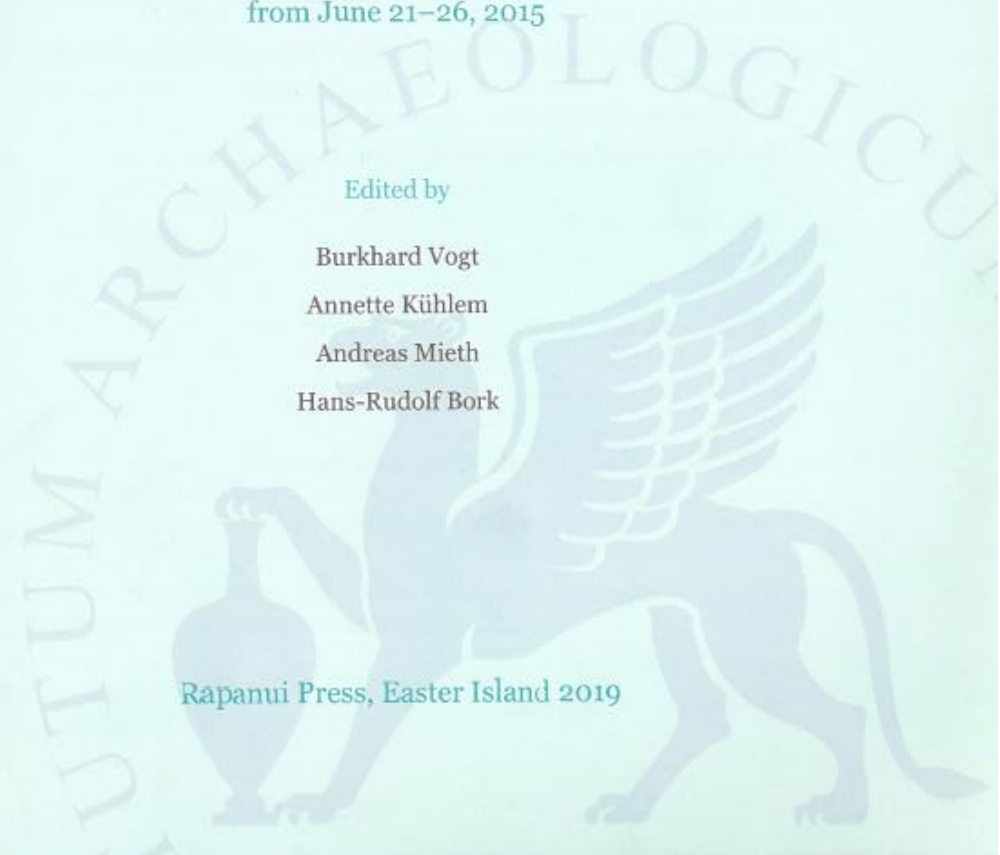 from June 21–26, 2015
UTUM ARCHAEOLOGICU
Edited by
Burkhard Vogt
Annette Kühlem
Andreas Mieth
Hans-Rudolf Bork
Rapanui Press, Easter Island 2019